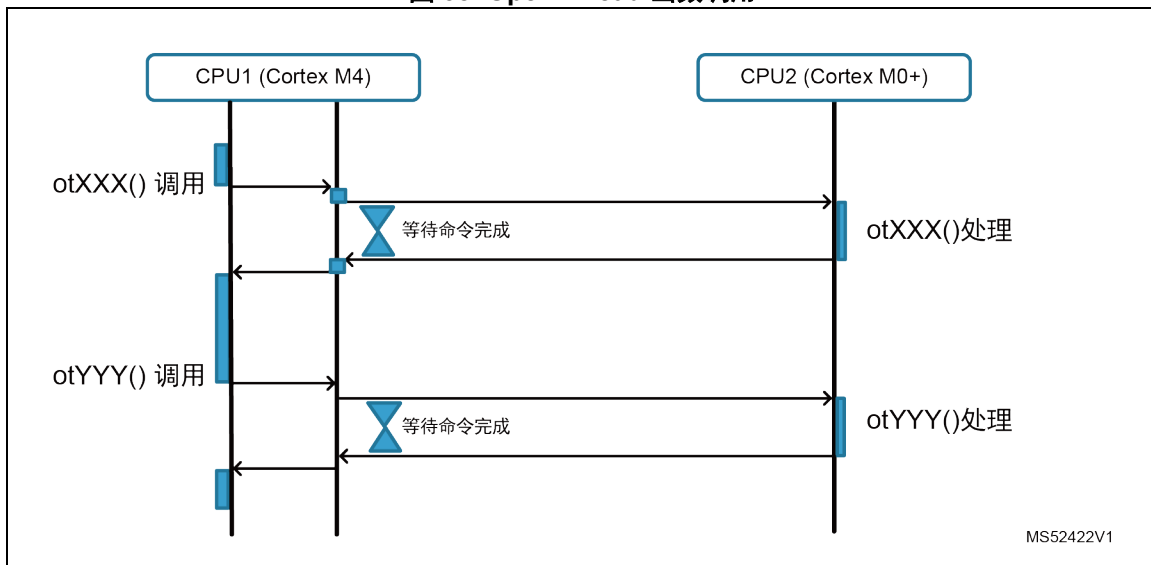 CPU1 (Cortex M4)
CPU2 (Cortex M0+)
otXXX() 调用
等待命令完成
otXXX()处理
otYYY() 调用
等待命令完成
otYYY()处理
MS52422V1